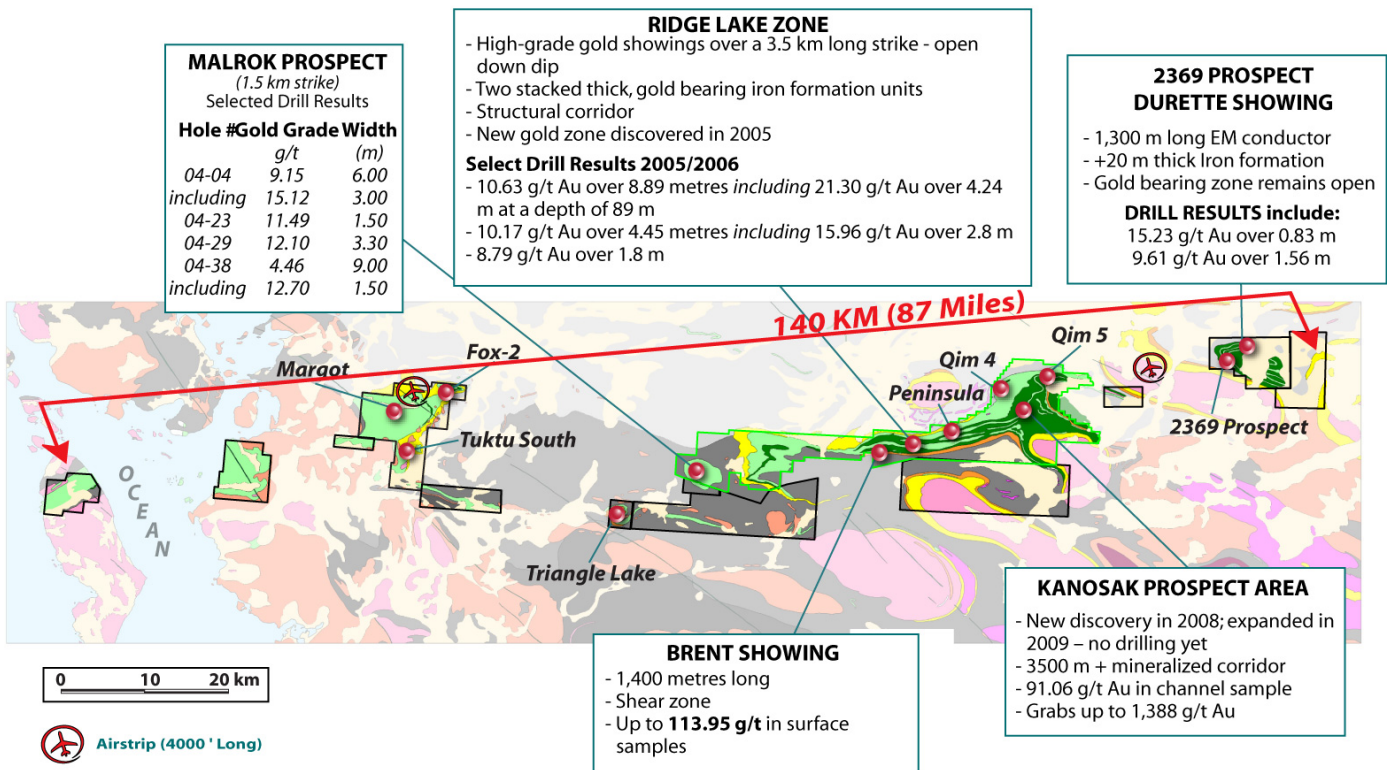 MALROK PROSPECT
(1.5 km strike)
Selected Drill Results
Hole # Gold Grade Width
g/t (m)
04-04 9.15 6.00
including 15.12 3.00
04-23 11.49 1.50
04-29 12.10 3.30
04-38 4.46 9.00
including 12.70 1.50
RIDGE LAKE ZONE
- High-grade gold showings over a 3.5 km long strike - open
down dip
- Two stacked thick, gold bearing iron formation units
- Structural corridor
- New gold zone discovered in 2005
Select Drill Results 2005/2006
- 10.63 g/t Au over 8.89 metres including 21.30 g/t Au over 4.24
m at a depth of 89 m
- 10.17 g/t Au over 4.45 metres including 15.96 g/t Au over 2.8 m
- 8.79 g/t Au over 1.8 m
2369 PROSPECT
DURETTE SHOWING
- 1,300 m long EM conductor
- +20 m thick Iron formation
- Gold bearing zone remains open
DRILL RESULTS include:
15.23 g/t Au over 0.83 m
9.61 g/t Au over 1.56 m
140 KM (87 Miles)
Margot
Fox-2
Tuktu South
Qim 4
Qim 5
Peninsula
2369 Prospect
OCEAN
Triangle Lake
BRENT SHOWING
- 1,400 metres long
- Shear zone
- Up to 113.95 g/t in surface
samples
KANOSAK PROSPECT AREA
- New discovery in 2008; expanded in
2009 – no drilling yet
- 3500 m + mineralized corridor
- 91.06 g/t Au in channel sample
- Grabs up to 1,388 g/t Au
0 10 20 km
Airstrip (4000 ' Long)